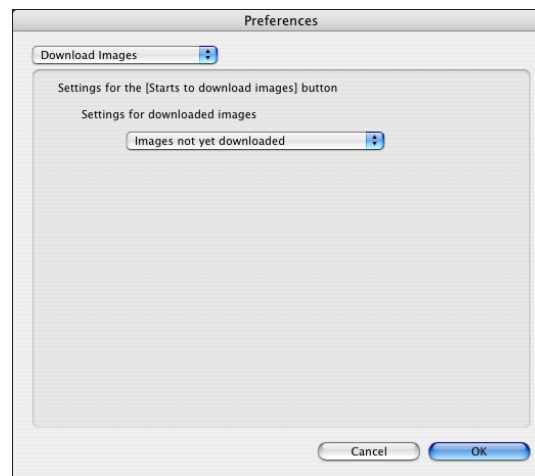 Preferences
Download Images
Settings for the [Starts to download images] button
Settings for downloaded images
Images not yet downloaded
Cancel
OK